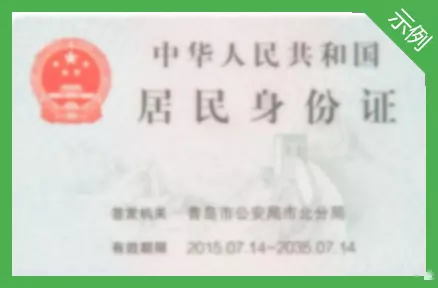 示例
中华人民共和国
居民身份证
签发机关 青岛市公安局市北分局
有效期限 2015.07.14-2035.07.14